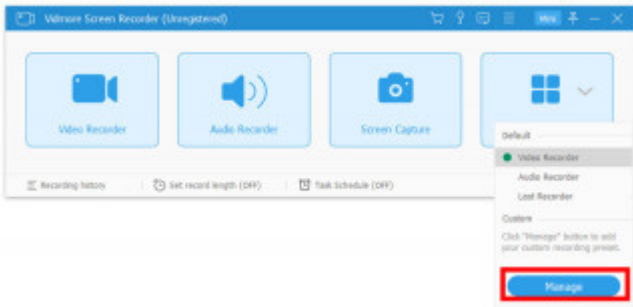 Vidmore Screen Recorder (Unregistered)
Mini
Video Recorder
Audio Recorder
Screen Capture
Recording history
Set record length (OFF)
Task Schedule (OFF)
Default
Video Recorder
Audio Recorder
Last Recorder
Custom
Click "Manage" button to add
your custom recording preset.
Manage